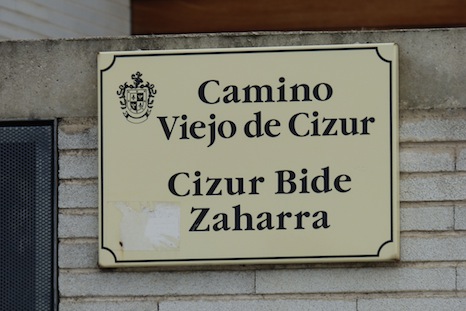 Camino
Viejo de Cizur
Cizur Bide
Zaharra